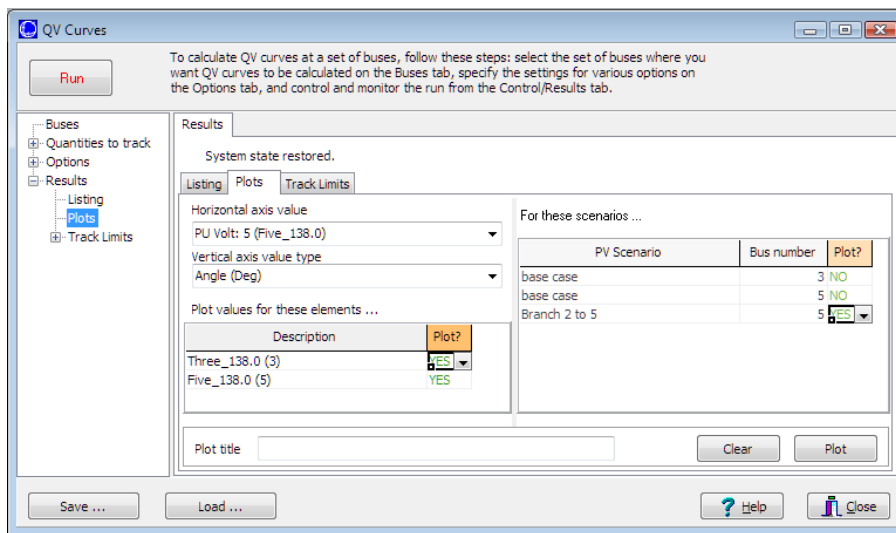 QV Curves
Run
To calculate QV curves at a set of buses, follow these steps: select the set of buses where you
want QV curves to be calculated on the Buses tab, specify the settings for various options on
the Options tab, and control and monitor the run from the Control/Results tab.
Buses
Quantities to track
Options
Results
Listing
Plots
Track Limits
Results
System state restored.
Listing Plots Track Limits
Horizontal axis value
PU Volt: 5 (Five_138.0)
Vertical axis value type
Angle (Deg)
Plot values for these elements ...
Description Plot?
Three_138.0 (3) YES
Five_138.0 (5) YES
For these scenarios ...
PV Scenario Bus number Plot?
base case 3 NO
base case 5 NO
Branch 2 to 5 5 YES
Plot title Clear Plot
Save ... Load ... Help Close